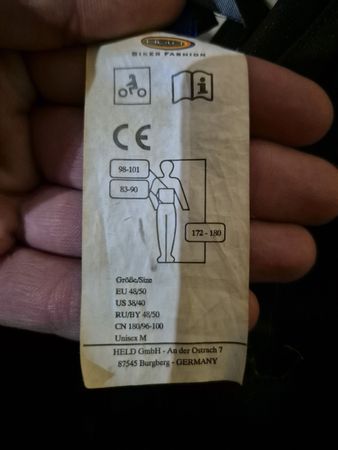 BIKER FASHION
i
CE
98-101
83-90
172 - 180
Größe/Size
EU 48/50
US 38/40
RU/BY 48/50
CN 180/96-100
Unisex M
HELD GmbH - An der Ostrach 7
87545 Burgberg - GERMANY